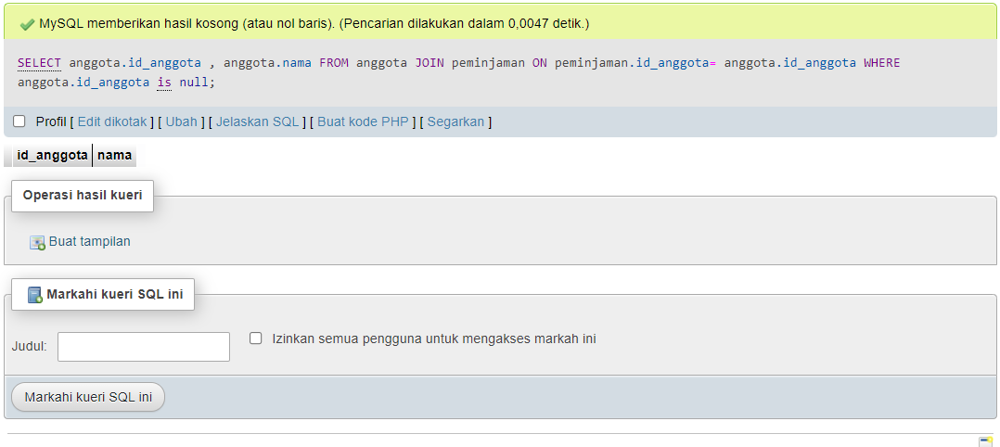 MySQL memberikan hasil kosong (atau nol baris). (Pencarian dilakukan dalam 0,0047 detik.)
SELECT anggota.id_anggota , anggota.nama FROM anggota JOIN peminjaman ON peminjaman.id_anggota= anggota.id_anggota WHERE
anggota.id_anggota is null;
Profil [ Edit dikotak ] [ Ubah ] [ Jelaskan SQL ] [ Buat kode PHP ] [ Segarkan ]
id_anggota nama
Operasi hasil kueri
Buat tampilan
Markahi kueri SQL ini
Judul: Izinkan semua pengguna untuk mengakses markah ini
Markahi kueri SQL ini